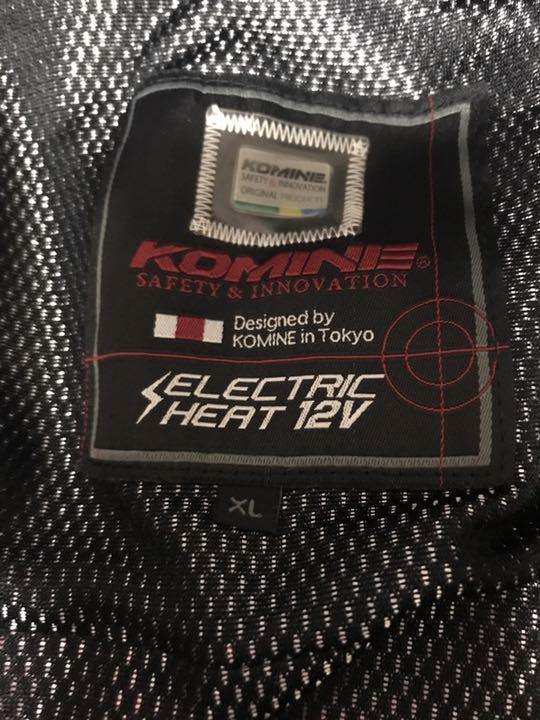 KOMINE
SAFETY & INNOVATION
ORIGINAL PRODUCTS
KOMINE®
SAFETY & INNOVATION
Designed by
KOMINE in Tokyo
ELECTRIC
HEAT 12V
XL